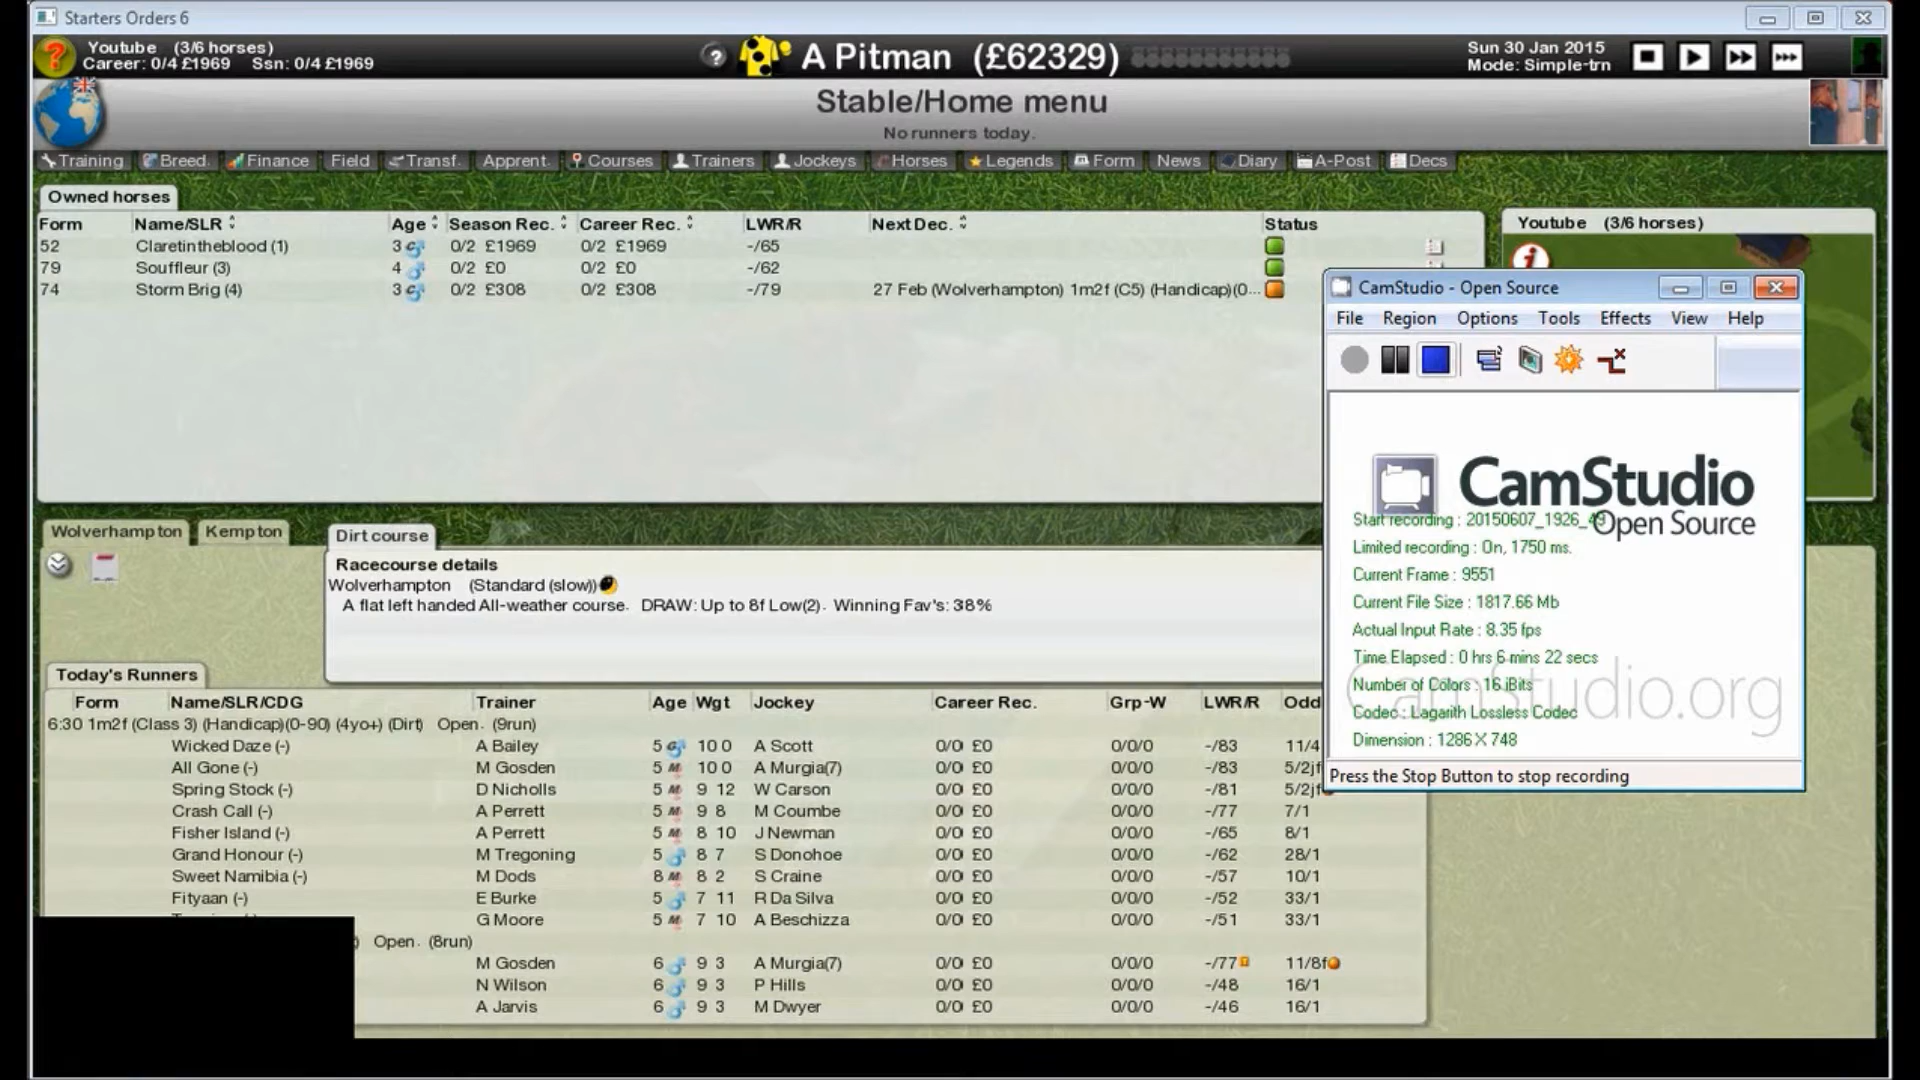 Starters Orders 6
Youtube (3/6 horses)
Career: 0/4 £1969 Ssn: 0/4 £1969
A Pitman (£62329)
Sun 30 Jan 2015
Mode: Simple-trn
Stable/Home menu
No runners today.
Training Breed. Finance Field Transf. Apprent. Courses Trainers Jockeys Horses Legends Form News Diary A-Post Decs
Owned horses
Form Name/SLR Age Season Rec. Career Rec. LWR/R Next Dec. Status
52 Claretintheblood (1) 3 0/2 £1969 0/2 £1969 -/65
79 Souffleur (3) 4 0/2 £0 0/2 £0 -/62
74 Storm Brig (4) 3 0/2 £308 0/2 £308 -/79 27 Feb (Wolverhampton) 1m2f (C5) (Handicap)(0...
Youtube (3/6 horses)
CamStudio - Open Source
File Region Options Tools Effects View Help
CamStudio
Open Source
Start recording : 20150607_1926_49
Limited recording : On, 1750 ms.
Current Frame : 9551
Current File Size : 1817.66 Mb
Actual Input Rate : 8.35 fps
Time Elapsed : 0 hrs 6 mins 22 secs
Number of Colors : 16 iBits
Codec : Lagarith Lossless Codec
Dimension : 1286 X 748
CamStudio.org
Press the Stop Button to stop recording
Wolverhampton Kempton
Dirt course
Racecourse details
Wolverhampton (Standard (slow))
A flat left handed All-weather course. DRAW: Up to 8f Low(2). Winning Fav's: 38%
Today's Runners
Form Name/SLR/CDG Trainer Age Wgt Jockey Career Rec. Grp-W LWR/R Odd
6:30 1m2f (Class 3) (Handicap)(0-90) (4yo+) (Dirt) Open. (9run)
Wicked Daze (-) A Bailey 5 10 0 A Scott 0/0 £0 0/0/0 -/83 11/4
All Gone (-) M Gosden 5 M 10 0 A Murgia(7) 0/0 £0 0/0/0 -/83 5/2jf
Spring Stock (-) D Nicholls 5 M 9 12 W Carson 0/0 £0 0/0/0 -/81 5/2jf
Crash Call (-) A Perrett 5 M 9 8 M Coumbe 0/0 £0 0/0/0 -/77 7/1
Fisher Island (-) A Perrett 5 M 8 10 J Newman 0/0 £0 0/0/0 -/65 8/1
Grand Honour (-) M Tregoning 5 8 7 S Donohoe 0/0 £0 0/0/0 -/62 28/1
Sweet Namibia (-) M Dods 8 M 8 2 S Craine 0/0 £0 0/0/0 -/57 10/1
Fityaan (-) E Burke 5 7 11 R Da Silva 0/0 £0 0/0/0 -/52 33/1
G Moore 5 M 7 10 A Beschizza 0/0 £0 0/0/0 -/51 33/1
) Open. (8run)
M Gosden 6 9 3 A Murgia(7) 0/0 £0 0/0/0 -/77 11/8f
N Wilson 6 9 3 P Hills 0/0 £0 0/0/0 -/48 16/1
A Jarvis 6 9 3 M Dwyer 0/0 £0 0/0/0 -/46 16/1